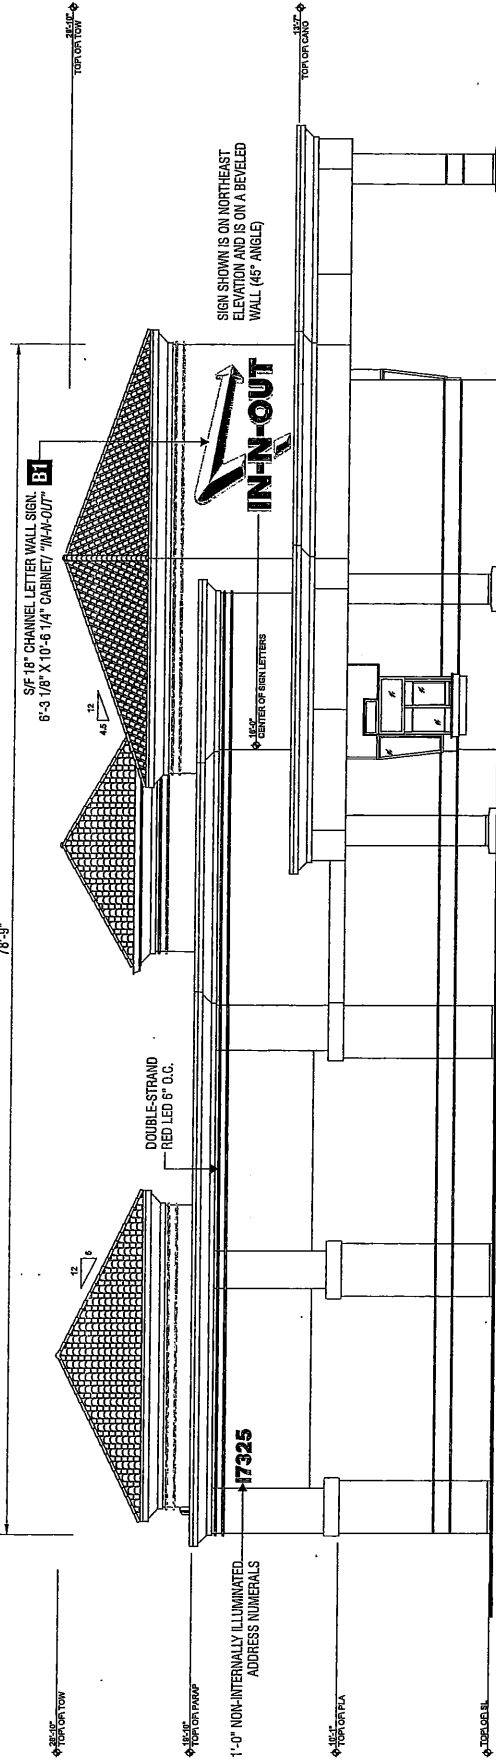 28'-10"
TOP OF TOW
13'-7"
TOP OF CANO
78'-9"
S/F 18" CHANNEL LETTER WALL SIGN.
6'-3 1/8" X 10'-6 1/4" CABINET/ "IN-N-OUT"
B1
SIGN SHOWN IS ON NORTHEAST
ELEVATION AND IS ON A BEVELED
WALL (45° ANGLE)
12
4.5
IN-N-OUT
16'-0"
CENTER OF SIGN LETTERS
DOUBLE-STRAND
RED LED 6" O.C.
12
6
17325
1'-0" NON-INTERNALLY ILLUMINATED
ADDRESS NUMERALS
28'-10"
TOP OF TOW
TOP OF PARAP
10'-1"
TOP OF PLA
TOP OF SL